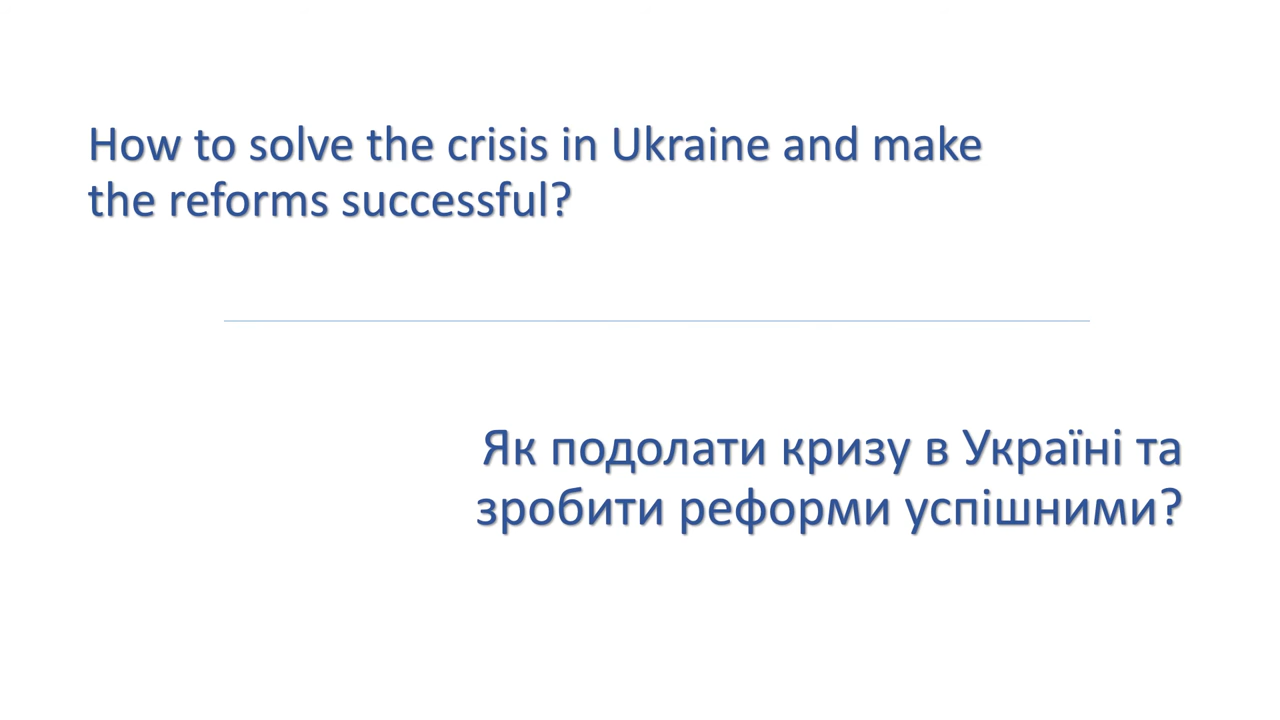 How to solve the crisis in Ukraine and make
the reforms successful?
Як подолати кризу в Україні та
зробити реформи успішними?